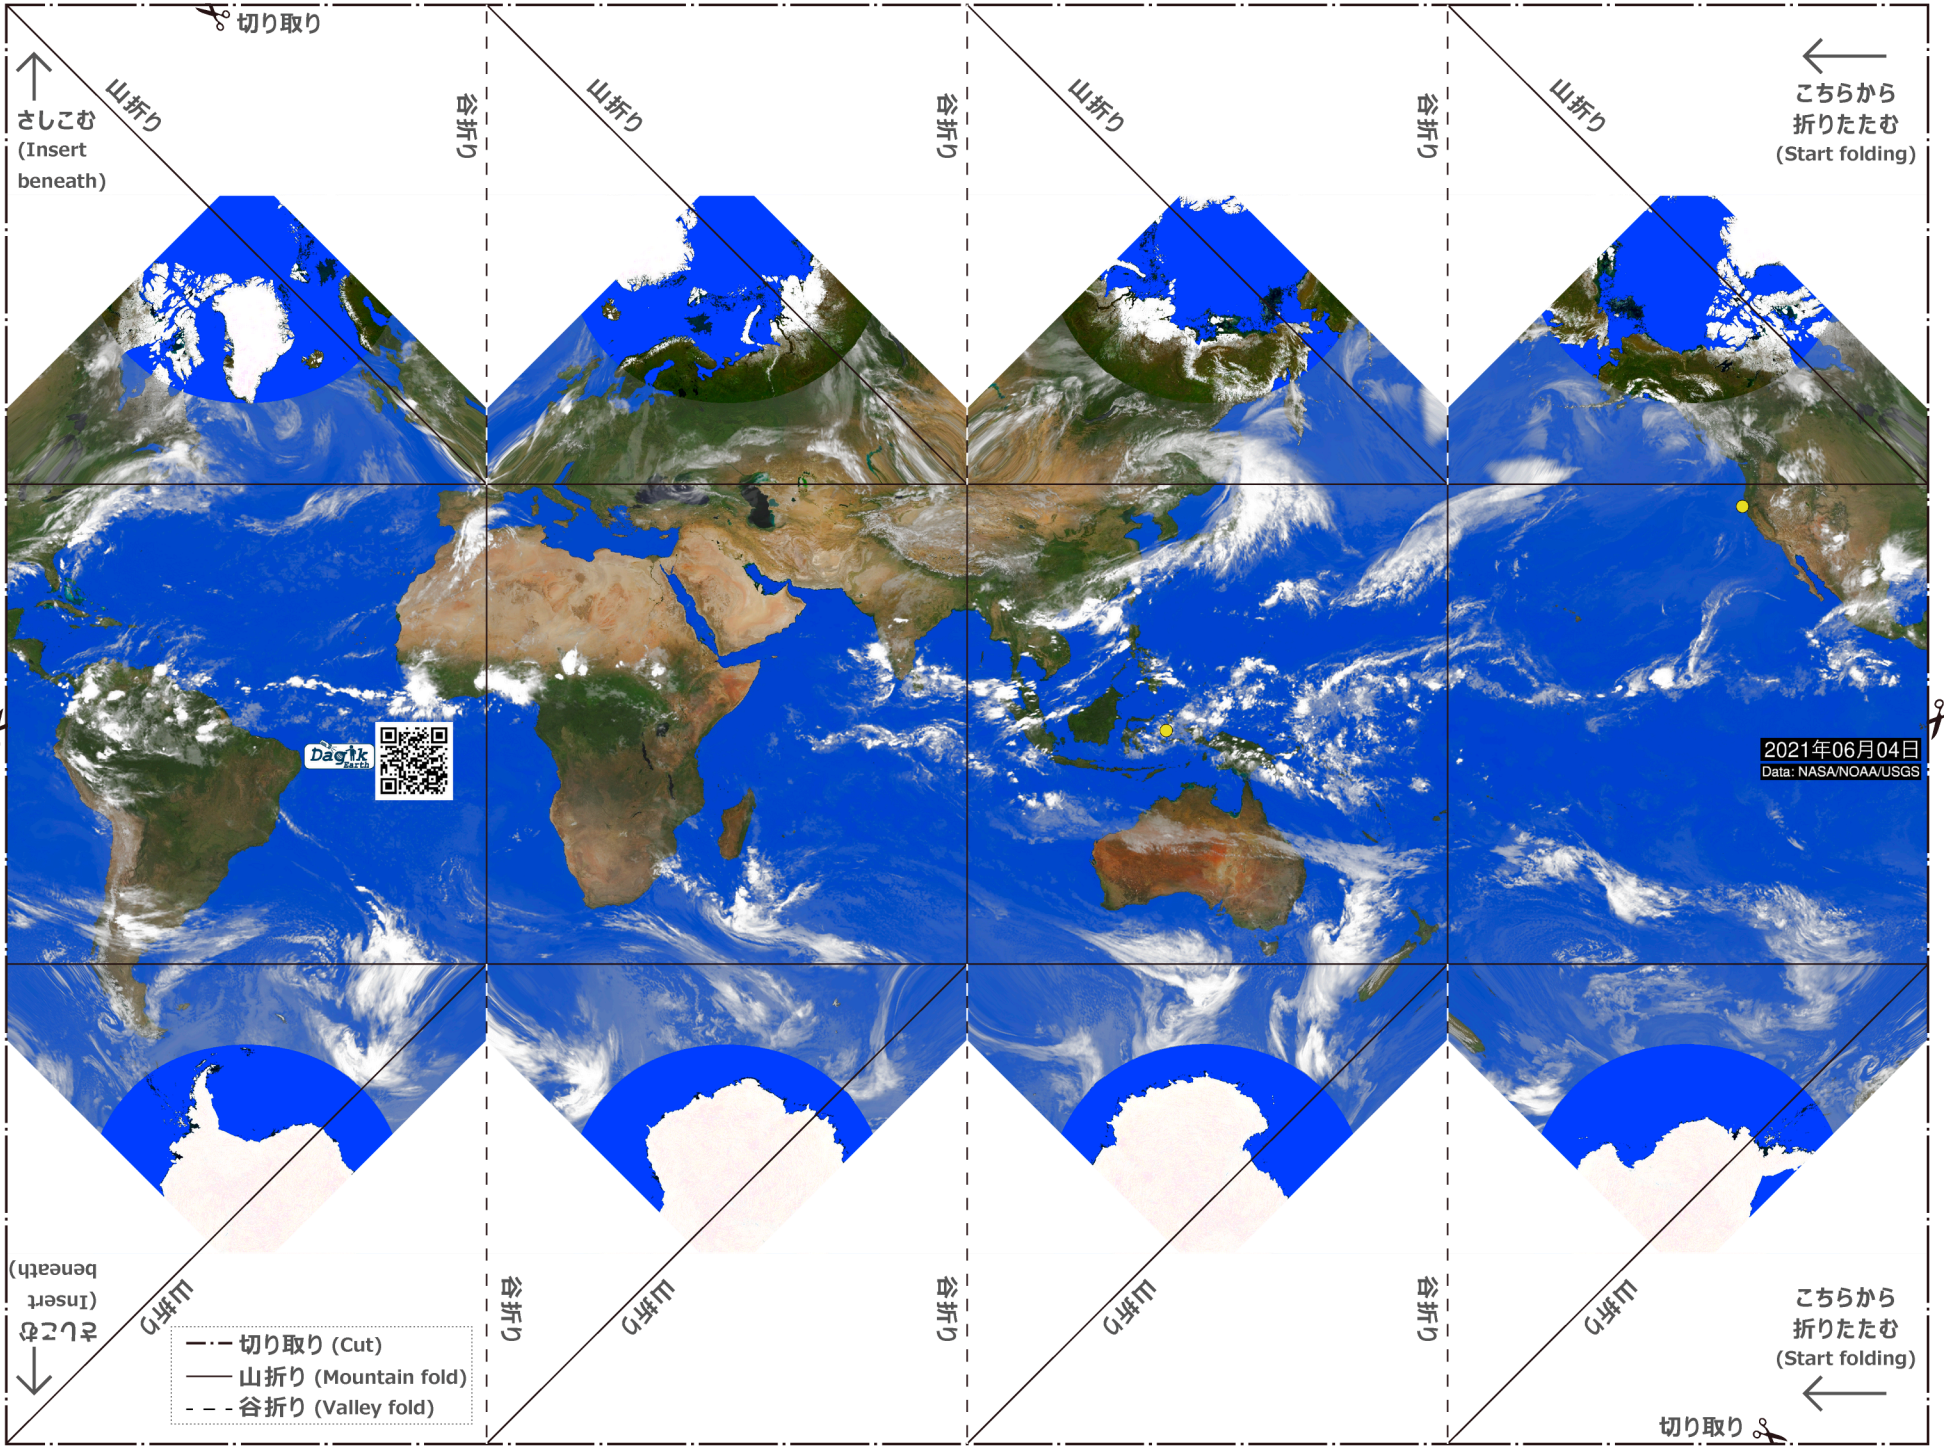 切り取り
山折り
谷折り
山折り
谷折り
山折り
谷折り
山折り
さしこむ
(Insert
beneath)
こちらから
折りたたむ
(Start folding)
Dagik
Earth
2021年06月04日
Data: NASA/NOAA/USGS
さしこむ
(Insert
beneath)
山折り
谷折り
山折り
谷折り
山折り
谷折り
山折り
こちらから
折りたたむ
(Start folding)
切り取り (Cut)
山折り (Mountain fold)
谷折り (Valley fold)
切り取り